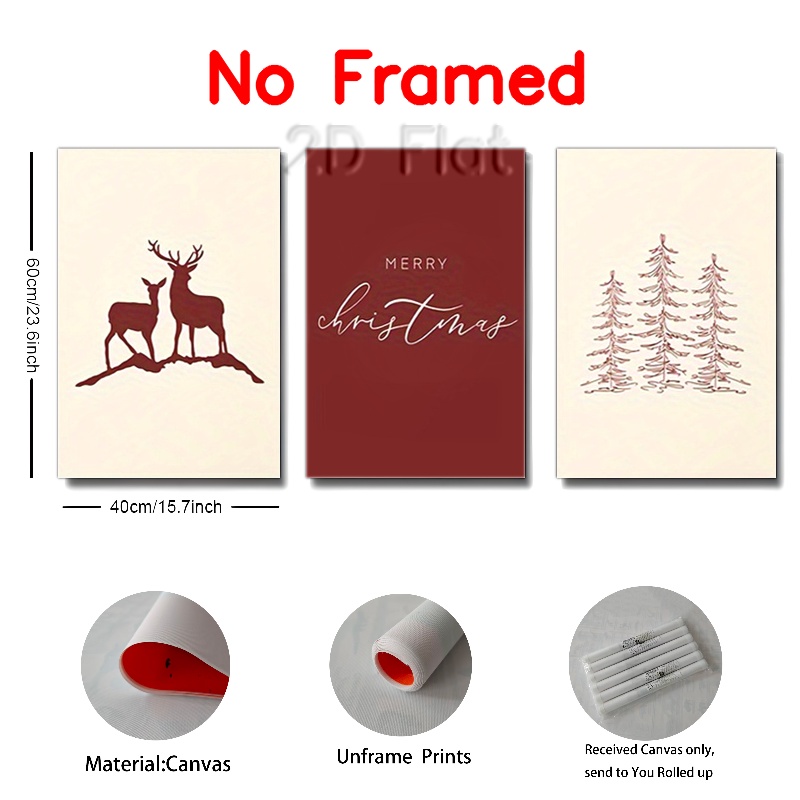 No Framed
2D Flat
MERRY
christmas
60cm/23.6inch
40cm/15.7inch
Material:Canvas
Unframe Prints
Received Canvas only,
send to You Rolled up